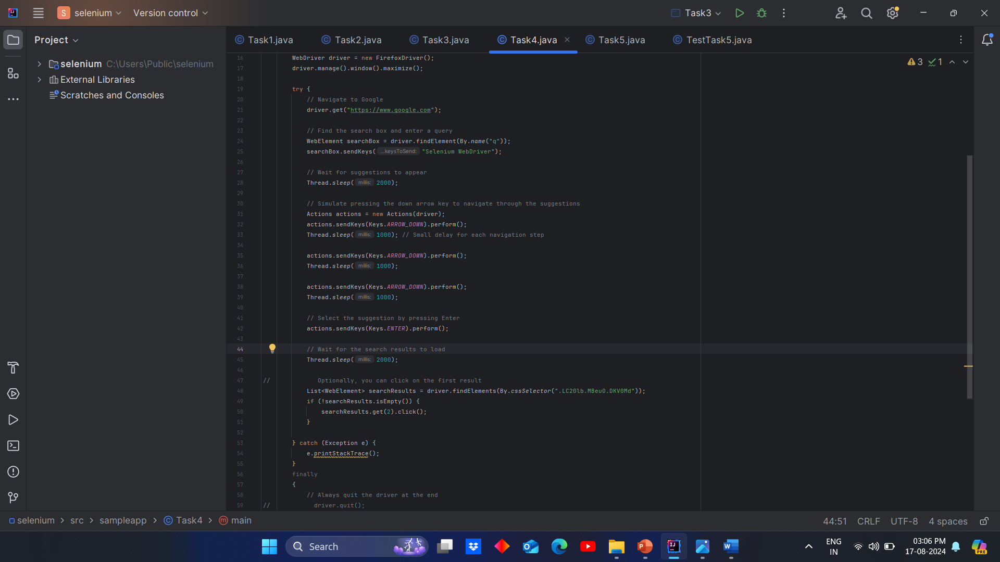 S selenium Version control Task3
Project
selenium C:\Users\Public\selenium
External Libraries
Scratches and Consoles
Task1.java Task2.java Task3.java Task4.java Task5.java TestTask5.java
3 1
16 WebDriver driver = new FirefoxDriver();
17 driver.manage().window().maximize();
18
19 try {
20 // Navigate to Google
21 driver.get("https://www.google.com");
22
23 // Find the search box and enter a query
24 WebElement searchBox = driver.findElement(By.name("q"));
25 searchBox.sendKeys( ...keysToSend: "Selenium WebDriver");
26
27 // Wait for suggestions to appear
28 Thread.sleep( millis: 2000);
29
30 // Simulate pressing the down arrow key to navigate through the suggestions
31 Actions actions = new Actions(driver);
32 actions.sendKeys(Keys.ARROW_DOWN).perform();
33 Thread.sleep( millis: 1000); // Small delay for each navigation step
34
35 actions.sendKeys(Keys.ARROW_DOWN).perform();
36 Thread.sleep( millis: 1000);
37
38 actions.sendKeys(Keys.ARROW_DOWN).perform();
39 Thread.sleep( millis: 1000);
40
41 // Select the suggestion by pressing Enter
42 actions.sendKeys(Keys.ENTER).perform();
43
44 // Wait for the search results to load
45 Thread.sleep( millis: 2000);
46
47 // Optionally, you can click on the first result
48 List<WebElement> searchResults = driver.findElements(By.cssSelector(".LC20lb.MBeuO.DKV0Md"));
49 if (!searchResults.isEmpty()) {
50 searchResults.get(2).click();
51 }
52
53 } catch (Exception e) {
54 e.printStackTrace();
55 }
56 finally
57 {
58 // Always quit the driver at the end
59 // driver.quit();
selenium > src > sampleapp > Task4 > main 44:51 CRLF UTF-8 4 spaces
Search
ENG
IN
03:06 PM
17-08-2024
PRE